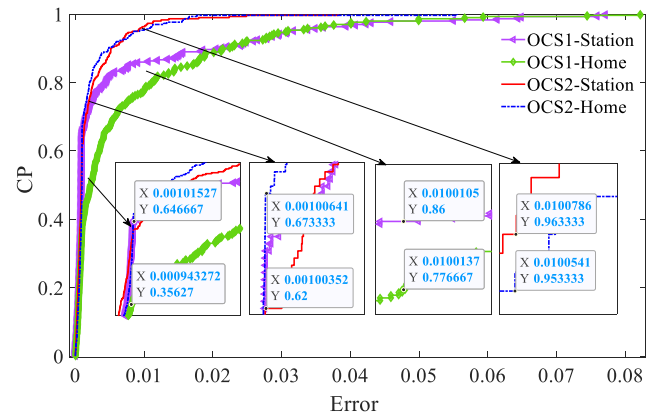 1
0.8
0.6
0.4
0.2
0
CP
OCS1-Station
OCS1-Home
OCS2-Station
OCS2-Home
X 0.00101527
Y 0.646667
X 0.000943272
Y 0.35627
X 0.00100641
Y 0.673333
X 0.00100352
Y 0.62
X 0.0100105
Y 0.86
X 0.0100137
Y 0.776667
X 0.0100786
Y 0.963333
X 0.0100541
Y 0.953333
0 0.01 0.02 0.03 0.04 0.05 0.06 0.07 0.08
Error